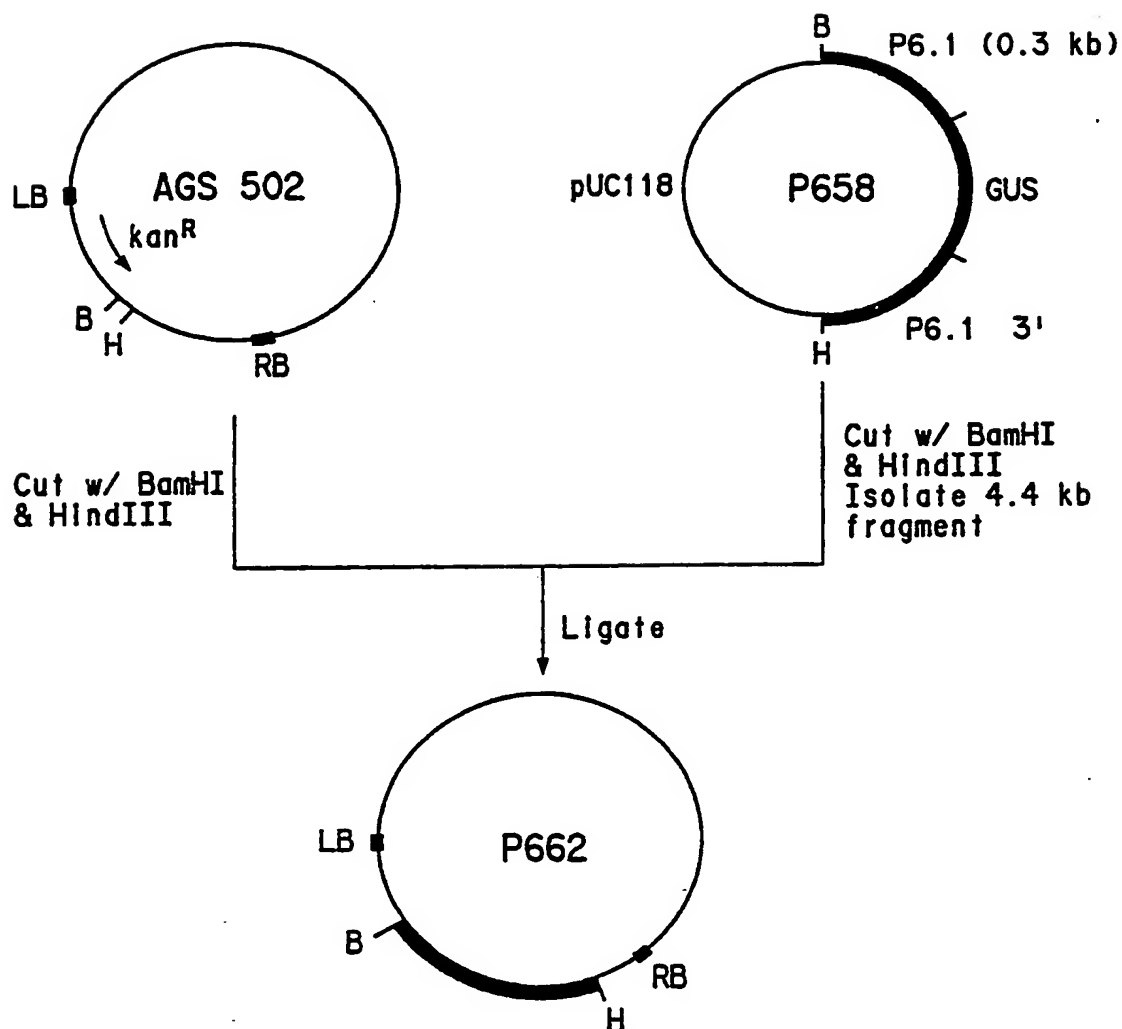 AGS 502
LB
kanR
B
H
RB
B
P6.1 (0.3 kb)
pUC118
P658
GUS
P6.1 3'
H
Cut w/ BamHI
& HindIII
Cut w/ BamHI
& HindIII
Isolate 4.4 kb
fragment
Ligate
LB
P662
B
RB
H